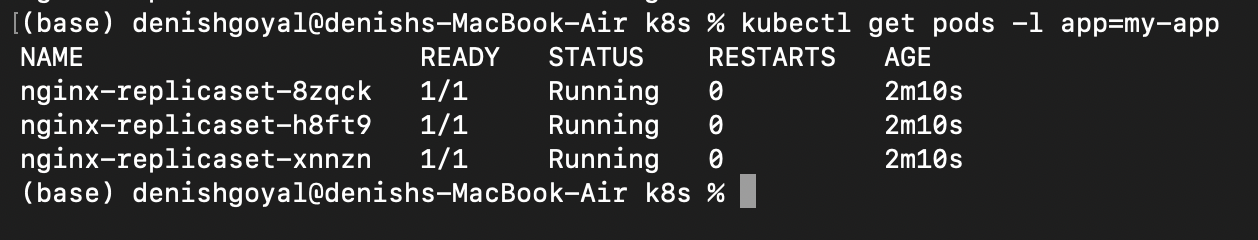 (base) denishgoyal@denishs-MacBook-Air k8s % kubectl get pods -l app=my-app
NAME READY STATUS RESTARTS AGE
nginx-replicaset-8zqck 1/1 Running 0 2m10s
nginx-replicaset-h8ft9 1/1 Running 0 2m10s
nginx-replicaset-xnnzn 1/1 Running 0 2m10s
(base) denishgoyal@denishs-MacBook-Air k8s %